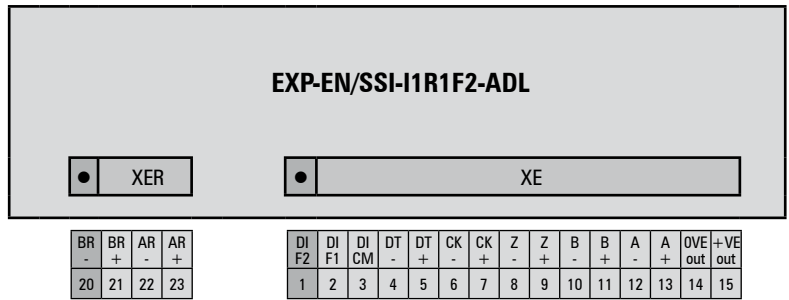 EXP-EN/SSI-I1R1F2-ADL
XER XE
BR BR AR AR DI DI DI DT DT CK CK Z Z B B A A 0VE +VE
- + - + F2 F1 CM - + - + - + - + - + out out
20 21 22 23 1 2 3 4 5 6 7 8 9 10 11 12 13 14 15